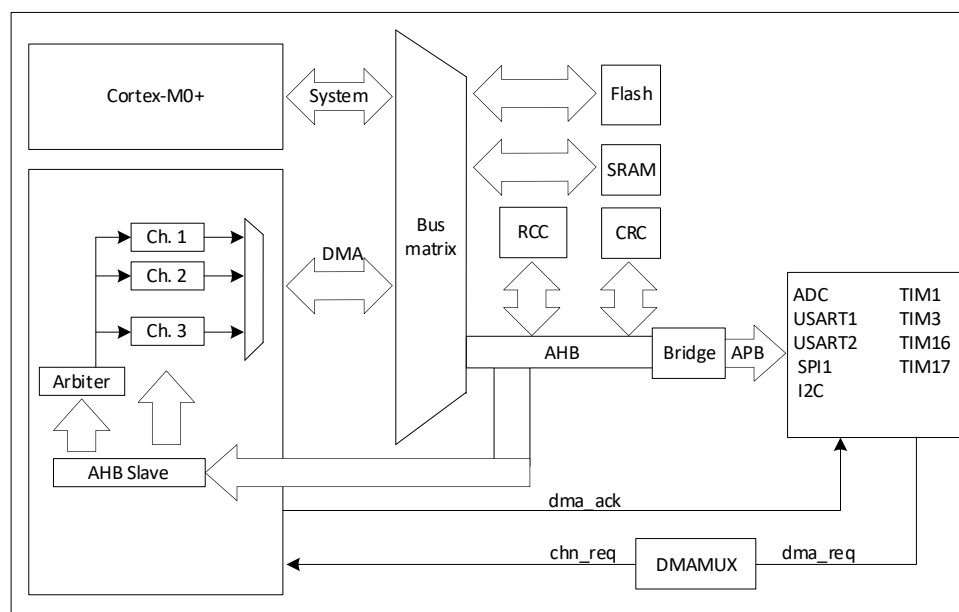 Cortex-M0+
System
Flash
SRAM
Bus
matrix
RCC
CRC
Ch. 1
DMA
Ch. 2
Ch. 3
ADC
TIM1
USART1
TIM3
USART2
TIM16
SPI1
TIM17
I2C
AHB
Bridge
APB
Arbiter
AHB Slave
dma_ack
chn_req
DMAMUX
dma_req